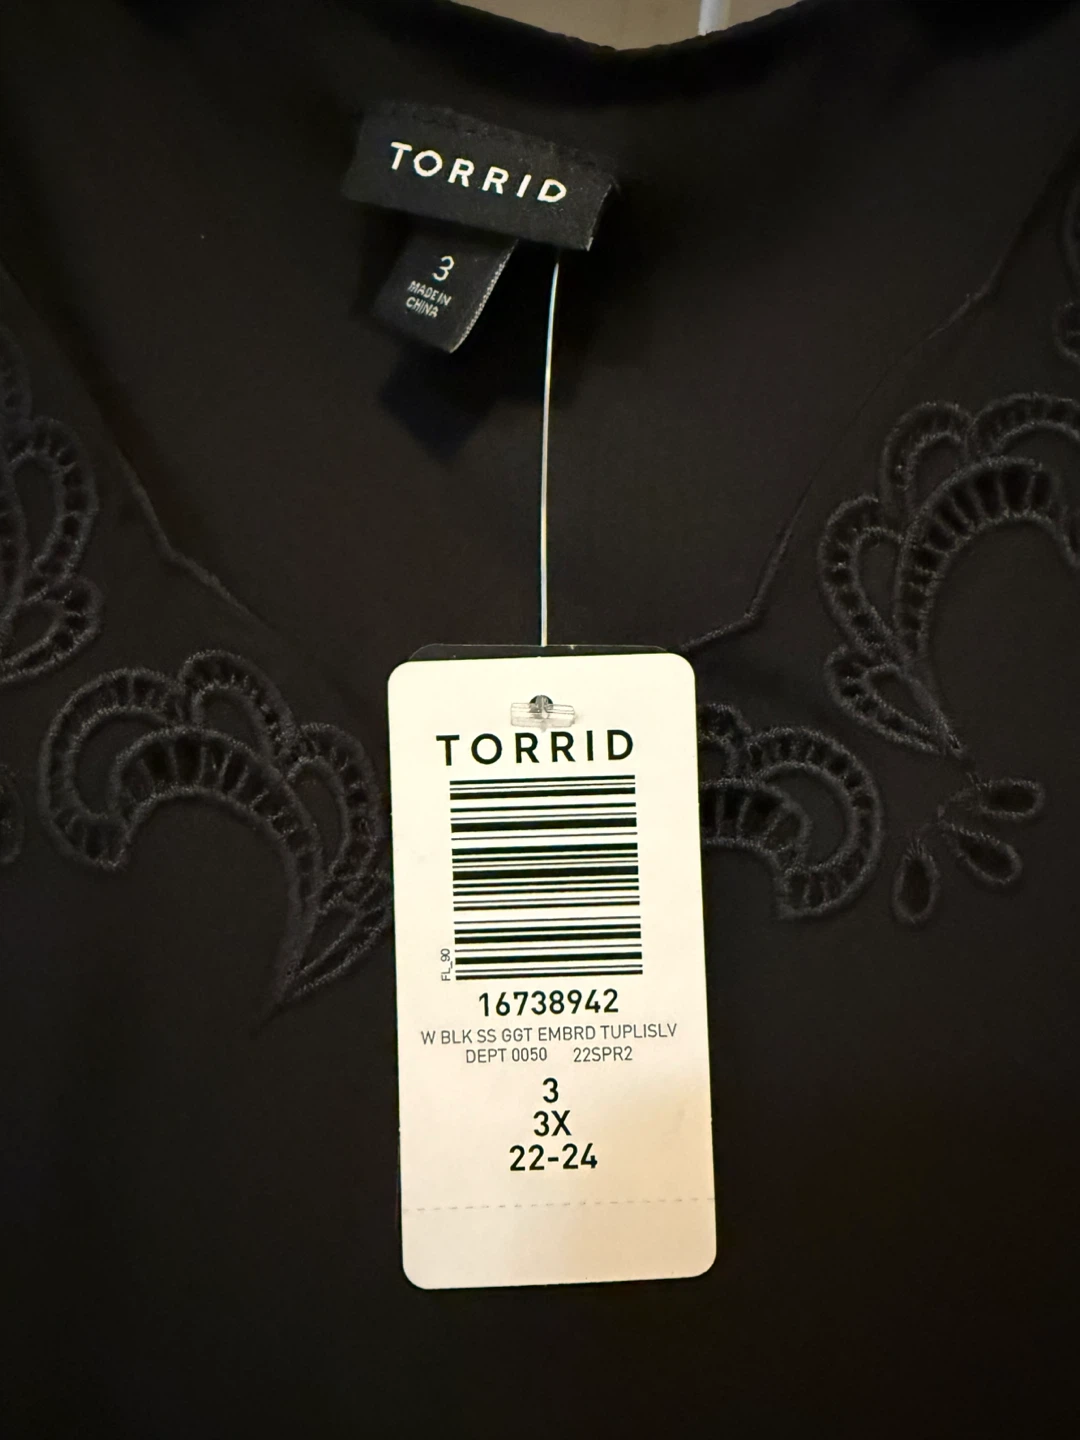 TORRID
3
MADE IN
CHINA
TORRID
FL_90
16738942
W BLK SS GGT EMBRD TUPLISLV
DEPT 0050 22SPR2
3
3X
22-24